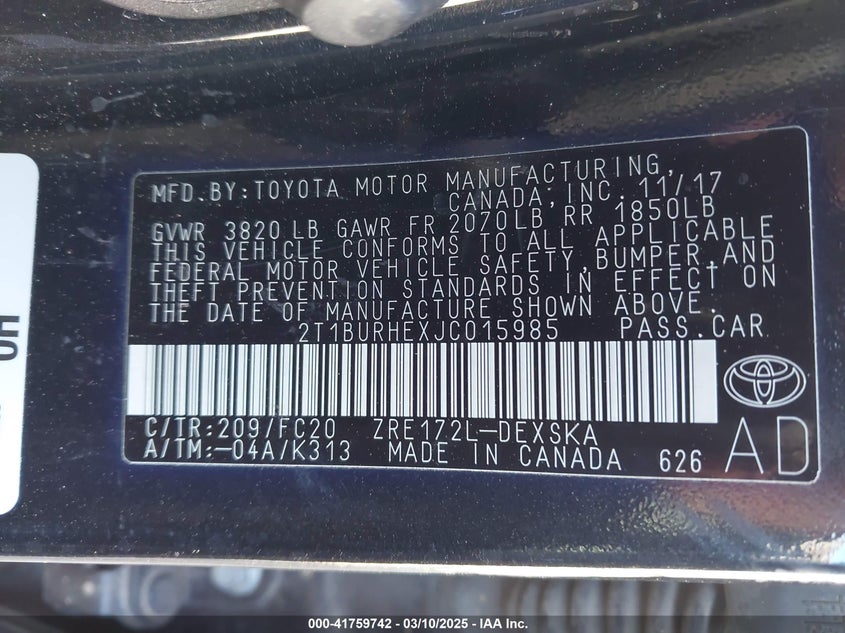 MFD.BY:TOYOTA MOTOR MANUFACTURING,
CANADA,INC. 11/17
GVWR 3820LB GAWR FR 2070LB RR 1850LB
THIS VEHICLE CONFORMS TO ALL APPLICABLE
FEDERAL MOTOR VEHICLE SAFETY,BUMPER,AND
THEFT PREVENTION STANDARDS IN EFFECT ON
THE DATE OF MANUFACTURE SHOWN ABOVE.
2T1BURHEXJC015985 PASS.CAR
C/TR:209/FC20 ZRE172L-DEXSKA
A/TM:-04A/K313 MADE IN CANADA 626
AD
000-41759742 — 03/10/2025 — IAA Inc.